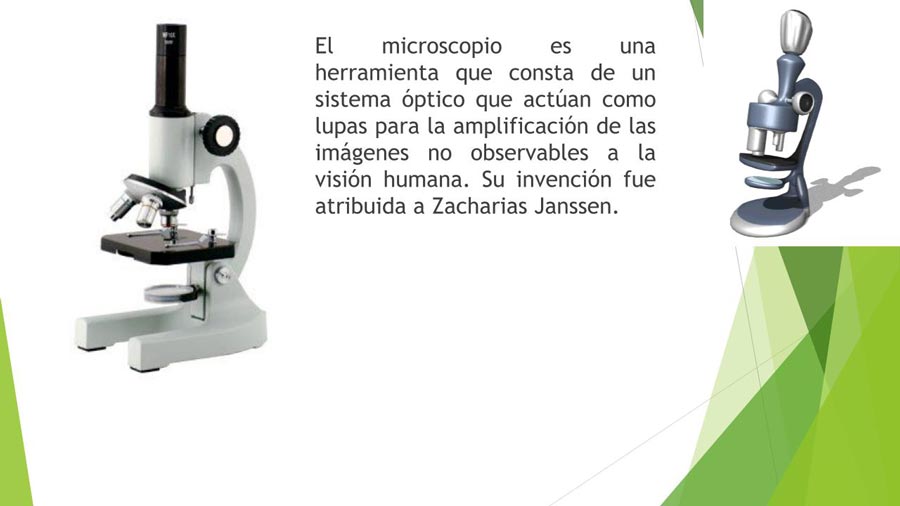 WF16X
El microscopio es una
herramienta que consta de un
sistema óptico que actúan como
lupas para la amplificación de las
imágenes no observables a la
visión humana. Su invención fue
atribuida a Zacharias Janssen.